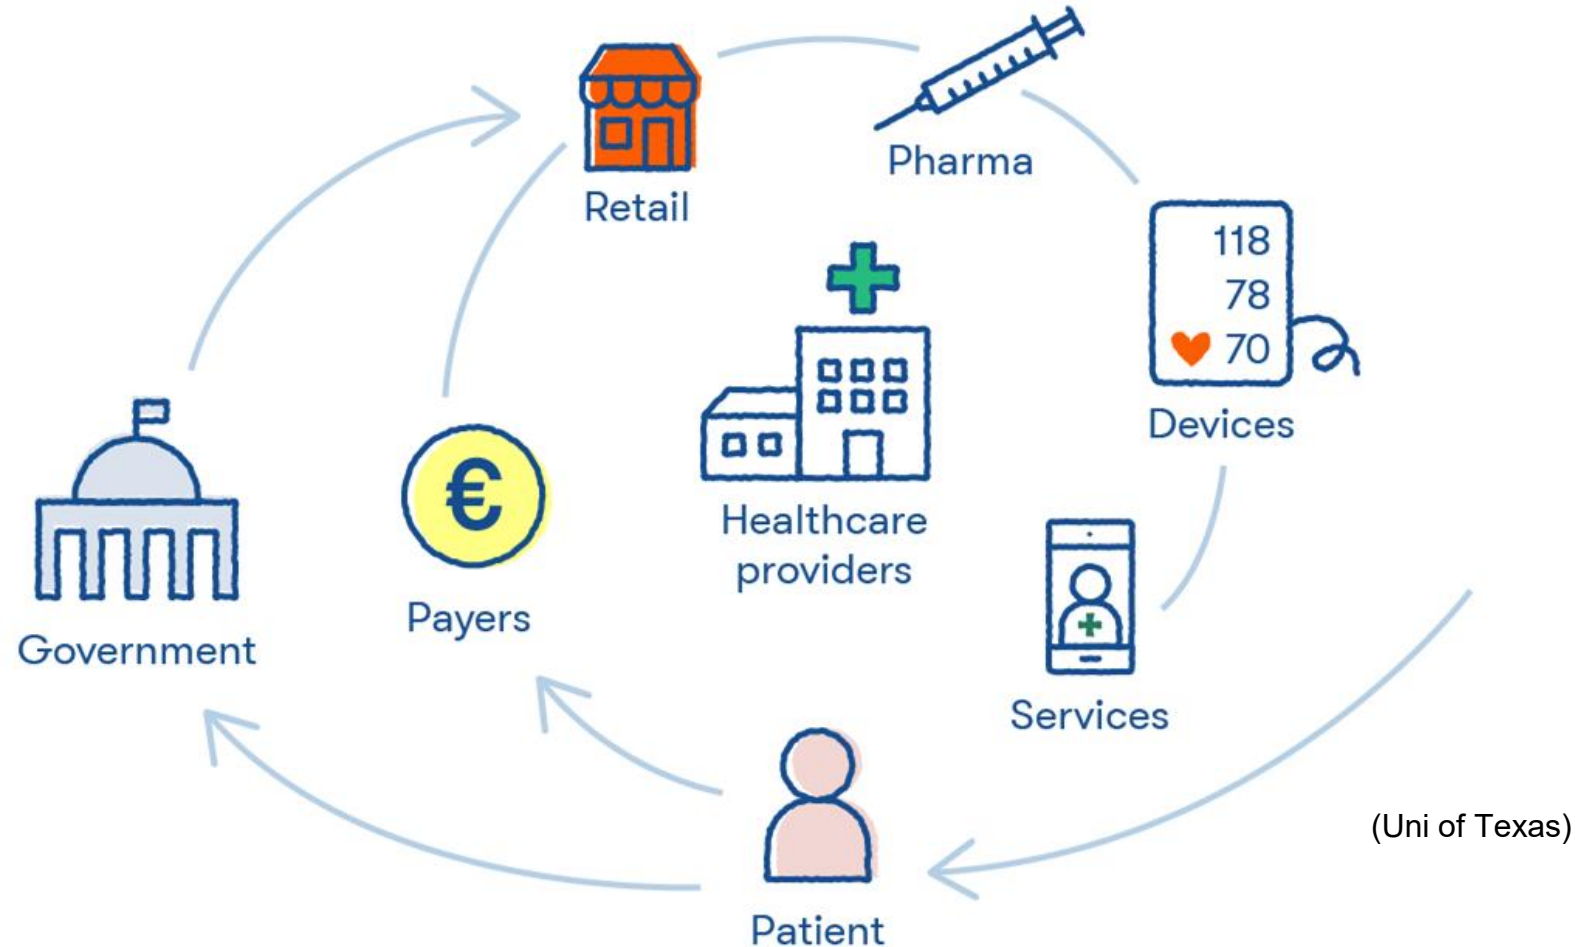 Retail
Pharma
118
78
70
Devices
Healthcare
providers
€
Payers
Government
Services
(Uni of Texas)
Patient